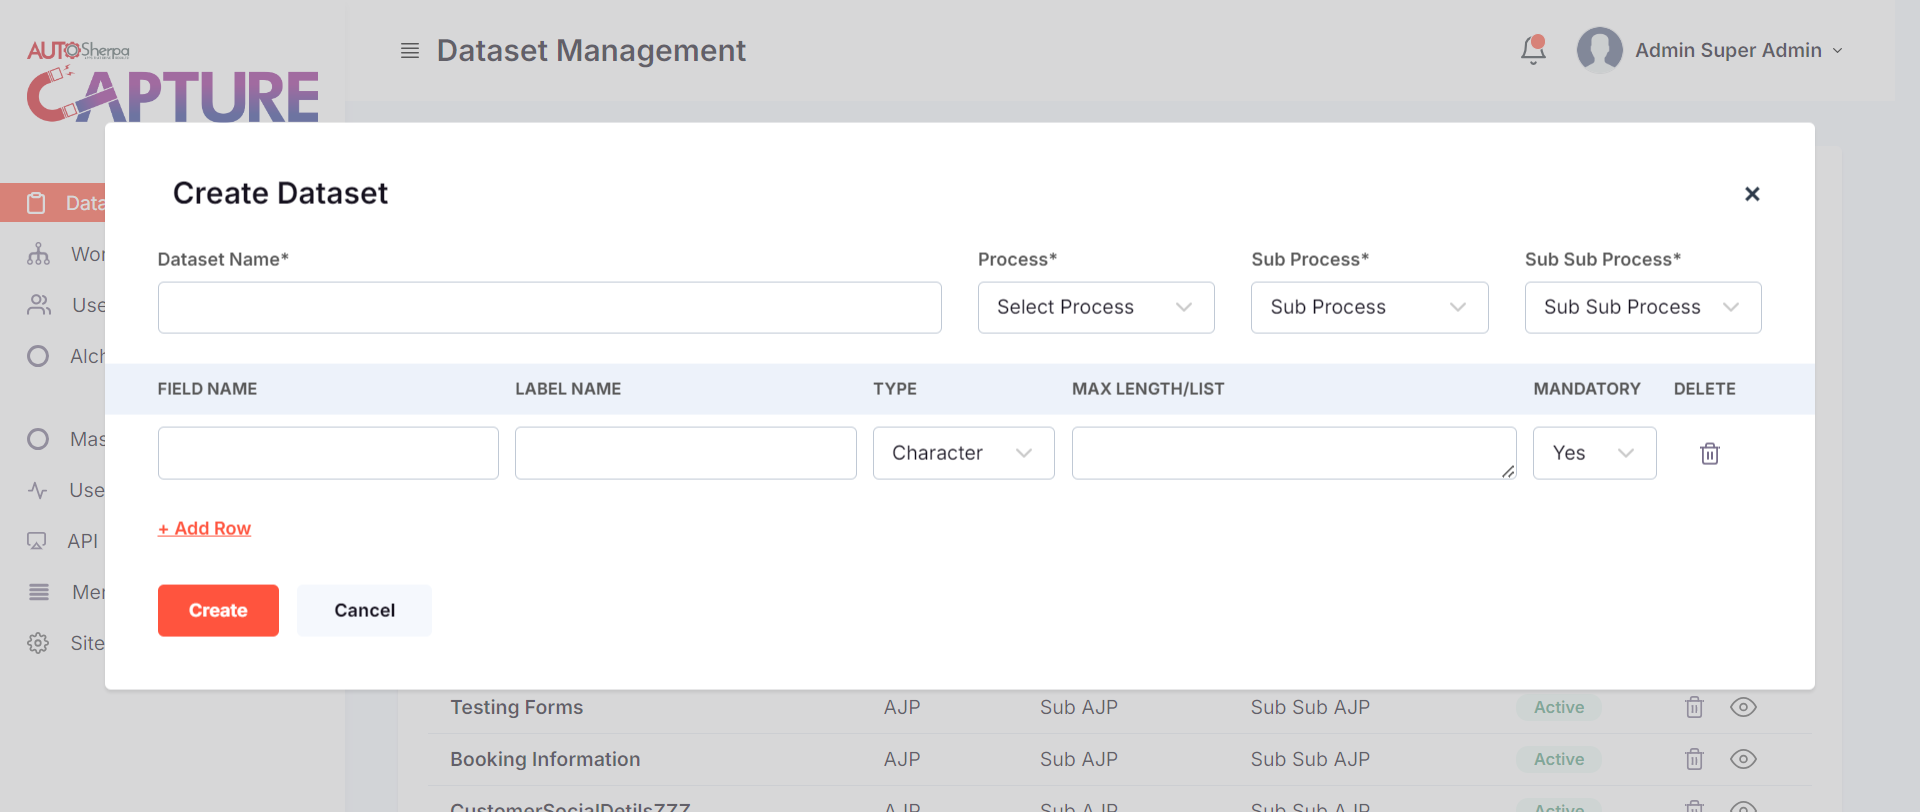 AUTO Sherpa
CAPTURE
Dataset Management
Admin Super Admin
Data
Wor
Use
Alch
Mas
Use
API
Mer
Site
Create Dataset
Dataset Name* Process* Sub Process* Sub Sub Process*
Select Process Sub Process Sub Sub Process
FIELD NAME LABEL NAME TYPE MAX LENGTH/LIST MANDATORY DELETE
Character Yes
+ Add Row
Create Cancel
Testing Forms AJP Sub AJP Sub Sub AJP Active
Booking Information AJP Sub AJP Sub Sub AJP Active
CustomerSocialDetilsZZZ AJP Sub AJP Sub Sub AJP Active